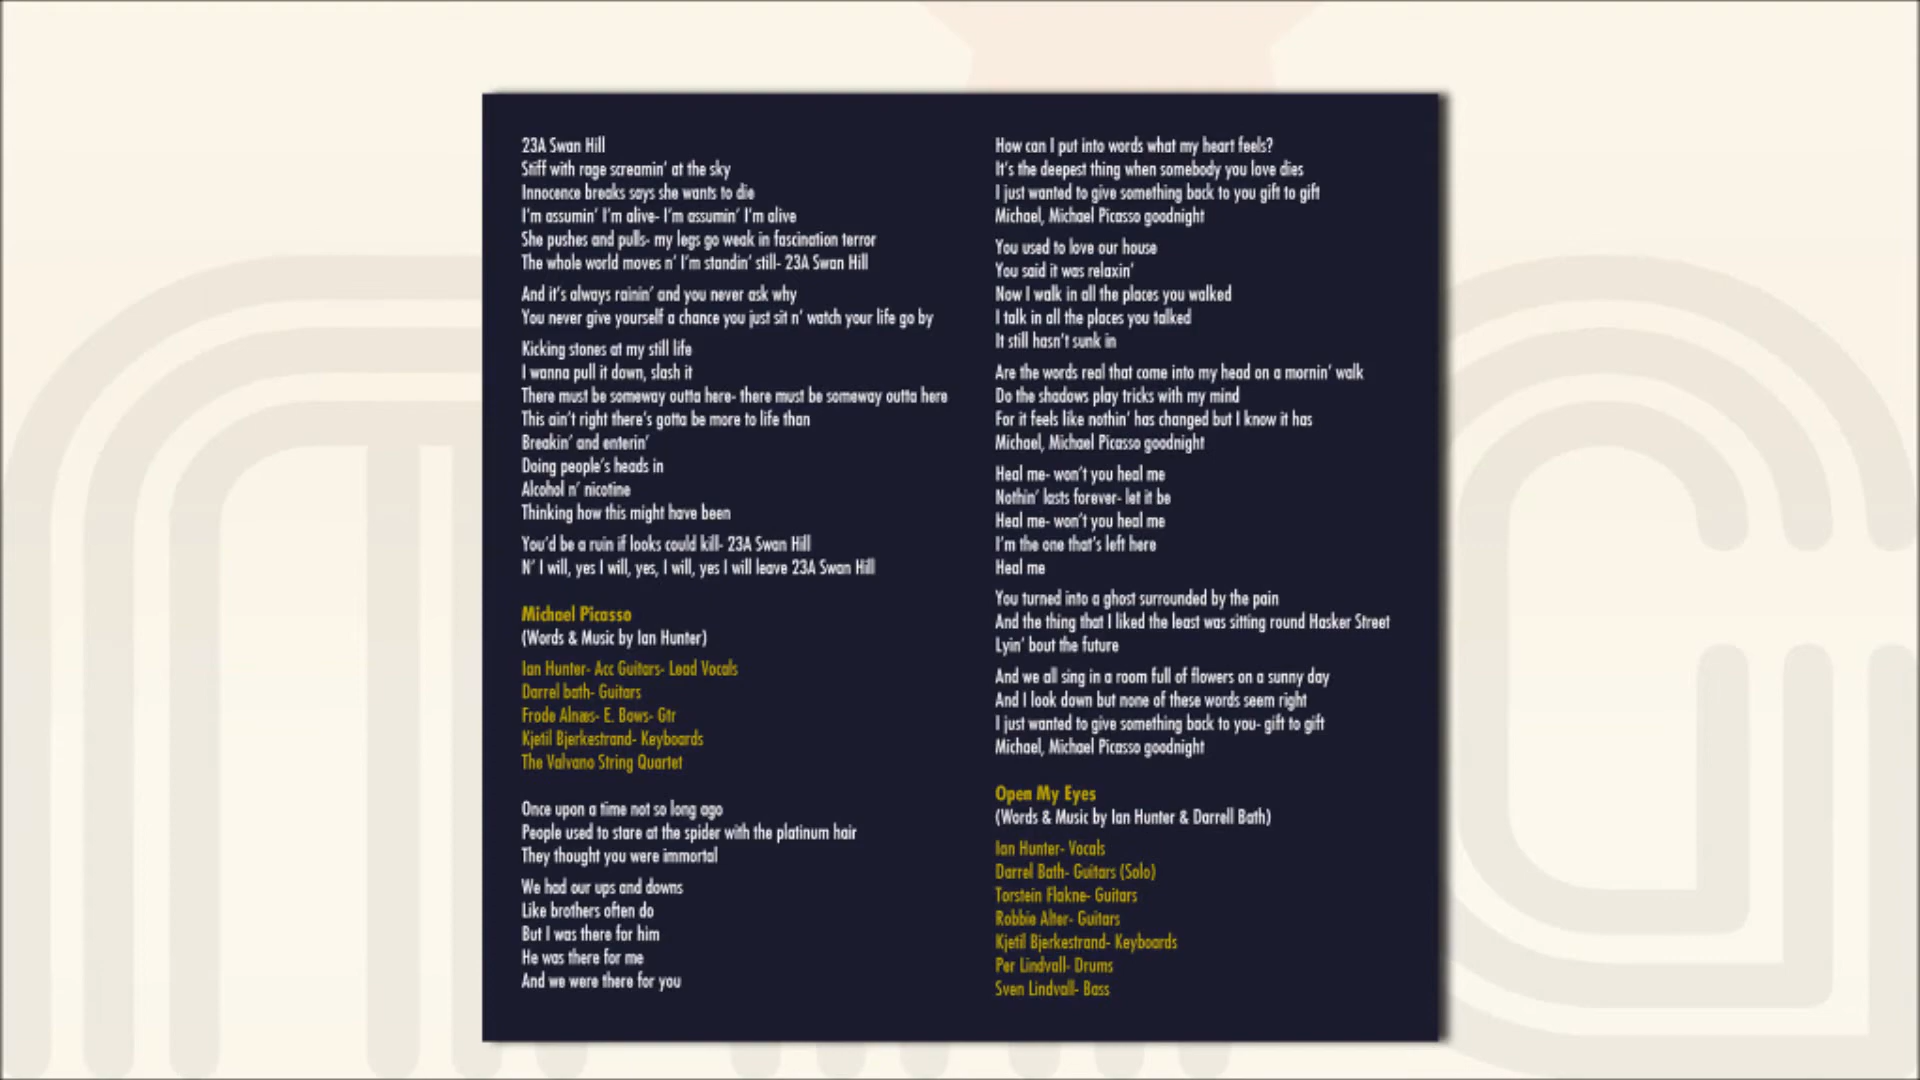 23A Swan Hill
Stiff with rage screamin' at the sky
Innocence breaks says she wants to die
I'm assumin' I'm alive- I'm assumin' I'm alive
She pushes and pulls- my legs go weak in fascination terror
The whole world moves n' I'm standin' still- 23A Swan Hill
And it's always rainin' and you never ask why
You never give yourself a chance you just sit n' watch your life go by
Kicking stones at my still life
I wanna pull it down, slash it
There must be someway outta here- there must be someway outta here
This ain't right there's gotta be more to life than
Breakin' and enterin'
Doing people's heads in
Alcohol n' nicotine
Thinking how this might have been
You'd be a ruin if looks could kill- 23A Swan Hill
N' I will, yes I will, yes, I will, yes I will leave 23A Swan Hill
Michael Picasso
(Words & Music by Ian Hunter)
Ian Hunter- Acc Guitars- Lead Vocals
Darrel bath- Guitars
Frode Alnæs- E. Bows- Gtr
Kjetil Bjerkestrand- Keyboards
The Valvano String Quartet
Once upon a time not so long ago
People used to stare at the spider with the platinum hair
They thought you were immortal
We had our ups and downs
Like brothers often do
But I was there for him
He was there for me
And we were there for you
How can I put into words what my heart feels?
It's the deepest thing when somebody you love dies
I just wanted to give something back to you gift to gift
Michael, Michael Picasso goodnight
You used to love our house
You said it was relaxin'
Now I walk in all the places you walked
I talk in all the places you talked
It still hasn't sunk in
Are the words real that come into my head on a mornin' walk
Do the shadows play tricks with my mind
For it feels like nothin' has changed but I know it has
Michael, Michael Picasso goodnight
Heal me- won't you heal me
Nothin' lasts forever- let it be
Heal me- won't you heal me
I'm the one that's left here
Heal me
You turned into a ghost surrounded by the pain
And the thing that I liked the least was sitting round Hasker Street
Lyin' bout the future
And we all sing in a room full of flowers on a sunny day
And I look down but none of these words seem right
I just wanted to give something back to you- gift to gift
Michael, Michael Picasso goodnight
Open My Eyes
(Words & Music by Ian Hunter & Darrell Bath)
Ian Hunter- Vocals
Darrel Bath- Guitars (Solo)
Torstein Flakne- Guitars
Robbie Alter- Guitars
Kjetil Bjerkestrand- Keyboards
Per Lindvall- Drums
Sven Lindvall- Bass